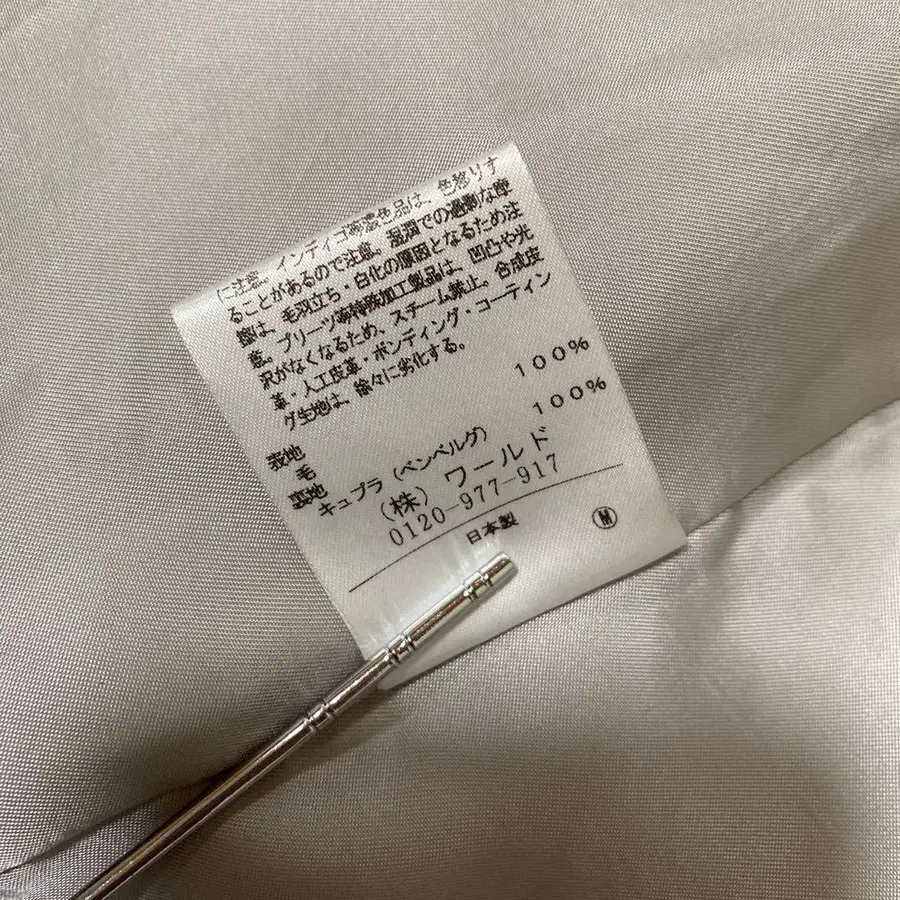 に注意。インディゴ等濃色品は、色移りす
ることがあるので注意。湿潤での過剰な摩
擦は、毛羽立ち・白化の原因となるため注
意。プリーツ等特殊加工製品は、凹凸や光
沢がなくなるため、スチーム禁止。合成皮
革・人工皮革・ボンディング・コーティン
グ生地は、徐々に劣化する。
表地
毛 100%
裏地
キュプラ(ベンベルグ) 100%
(株)ワールド
0120-977-917
日本製 Ⓜ